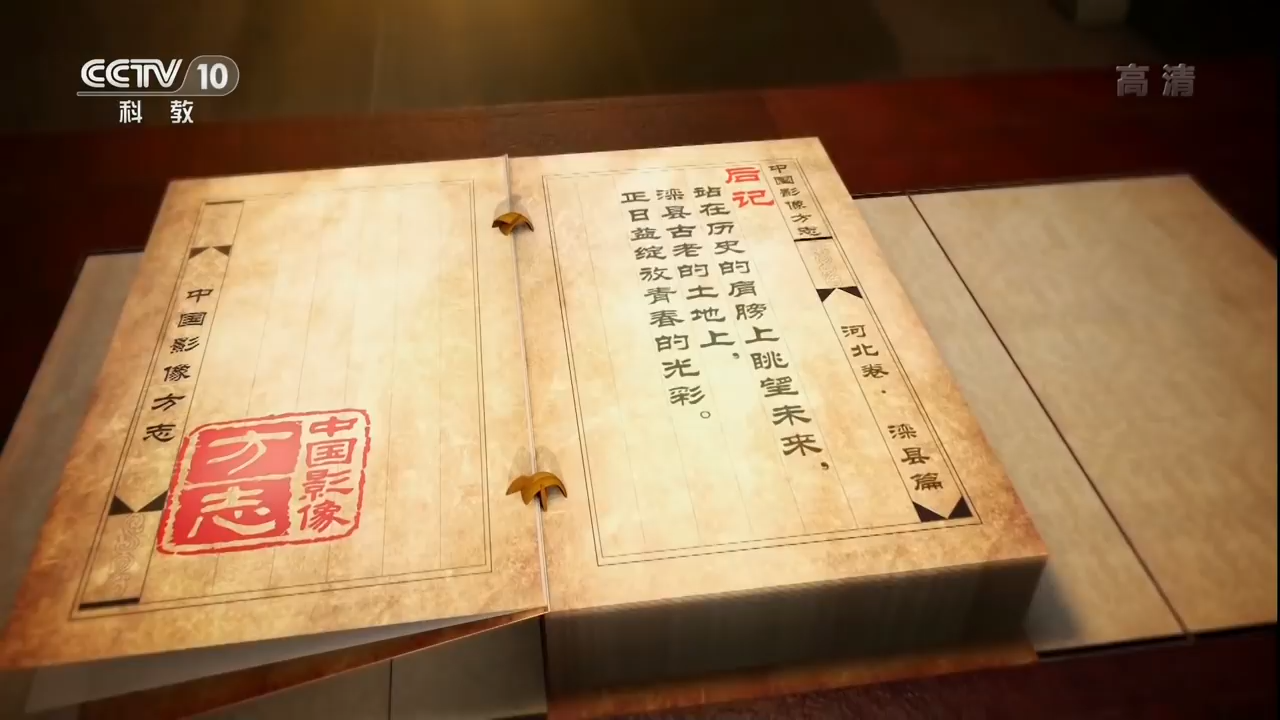 CCTV 10
科教
高清
中国影像方志
河北卷·滦县篇
后记
站在历史的肩膀上眺望未来，
滦县古老的土地上，
正日益绽放青春的光彩。
中国影像方志
中国影像
方志